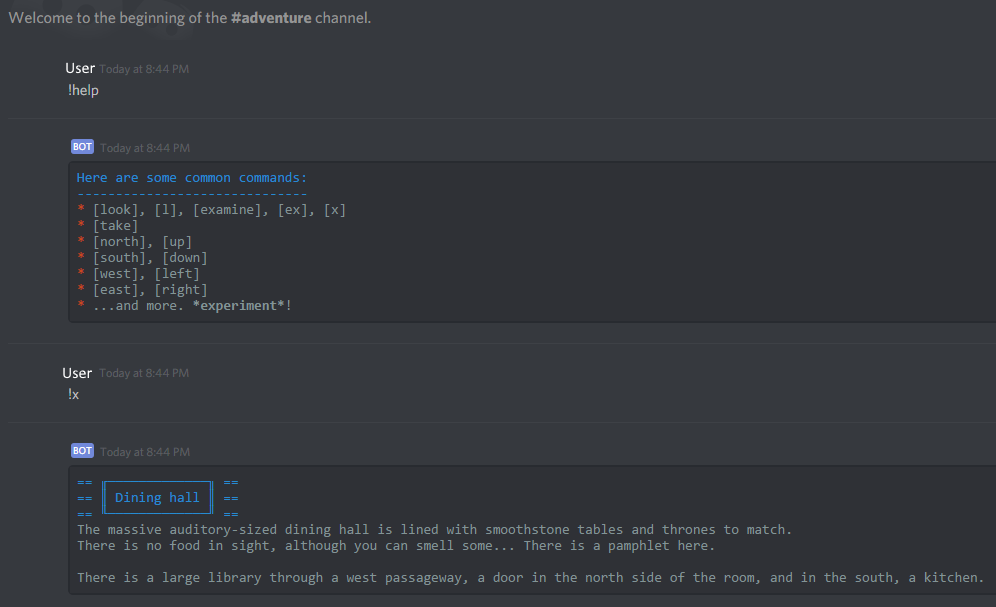 Welcome to the beginning of the #adventure channel.
User Today at 8:44 PM
!help
BOT Today at 8:44 PM
Here are some common commands:
------------------------------
* [look], [l], [examine], [ex], [x]
* [take]
* [north], [up]
* [south], [down]
* [west], [left]
* [east], [right]
* ...and more. *experiment*!
User Today at 8:44 PM
!x
BOT Today at 8:44 PM
== ==
== Dining hall ==
== ==
The massive auditory-sized dining hall is lined with smoothstone tables and thrones to match.
There is no food in sight, although you can smell some... There is a pamphlet here.
There is a large library through a west passageway, a door in the north side of the room, and in the south, a kitchen.